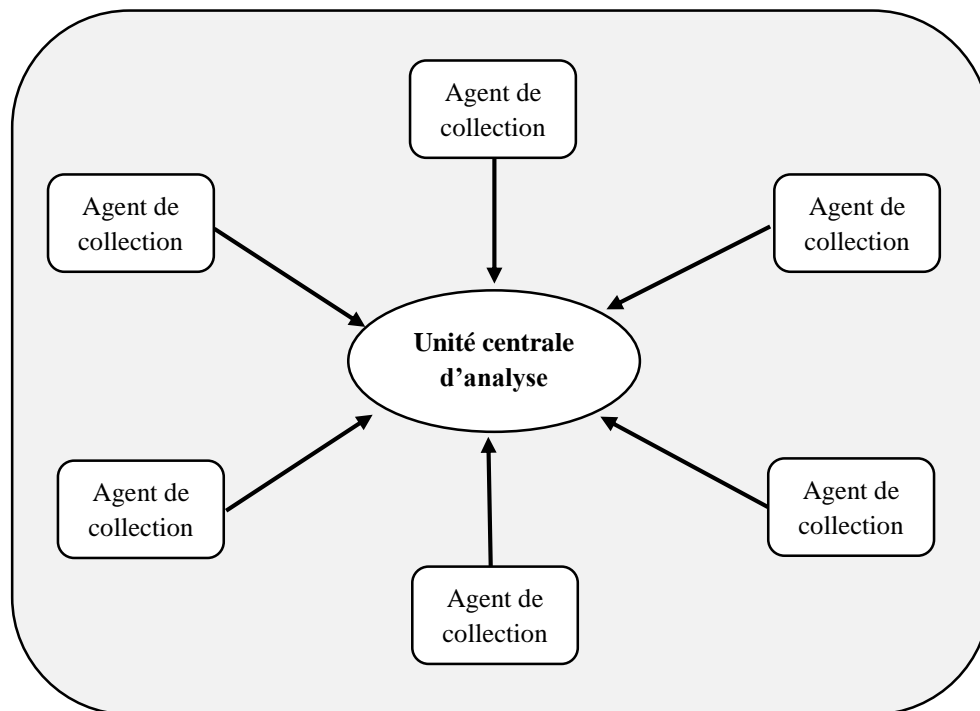 Agent de
collection
Agent de
collection
Agent de
collection
Unité centrale
d’analyse
Agent de
collection
Agent de
collection
Agent de
collection